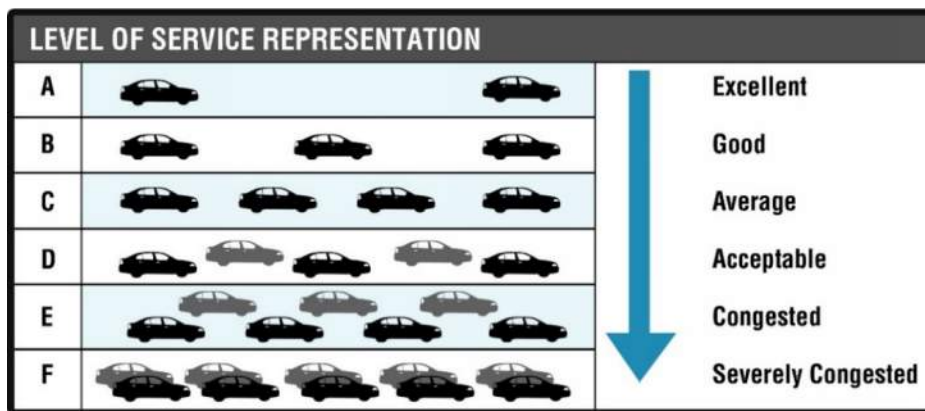 LEVEL OF SERVICE REPRESENTATION
A Excellent
B Good
C Average
D Acceptable
E Congested
F Severely Congested